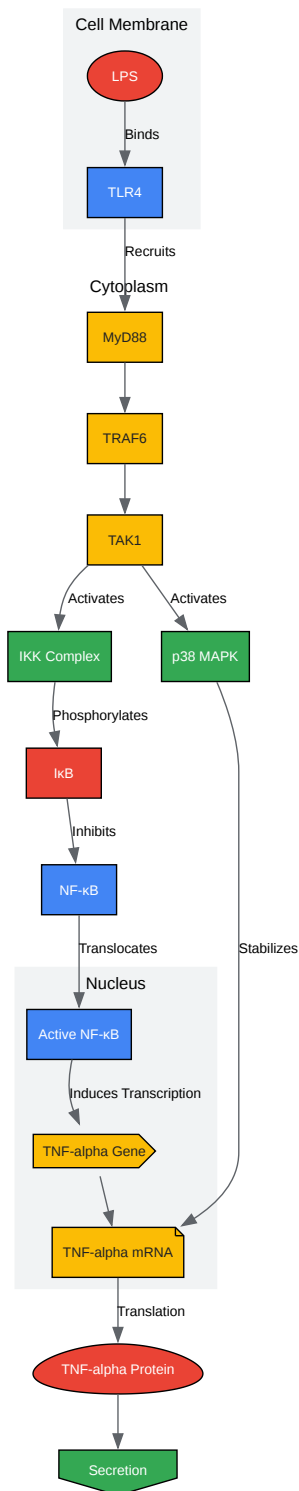 Cell Membrane
LPS
Binds
TLR4
Recruits
Cytoplasm
MyD88
TRAF6
TAK1
Activates
Activates
IKK Complex
p38 MAPK
Phosphorylates
IκB
Inhibits
NF-κB
Translocates
Stabilizes
Nucleus
Active NF-κB
Induces Transcription
TNF-alpha Gene
TNF-alpha mRNA
Translation
TNF-alpha Protein
Secretion